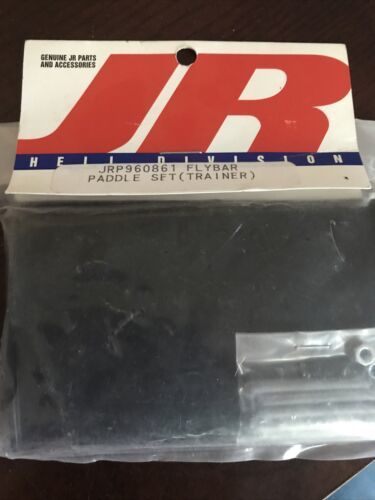 GENUINE JR PARTS
AND ACCESSORIES
JR
HELI DIVISION
JRP960861 FLYBAR
PADDLE SET(TRAINER)